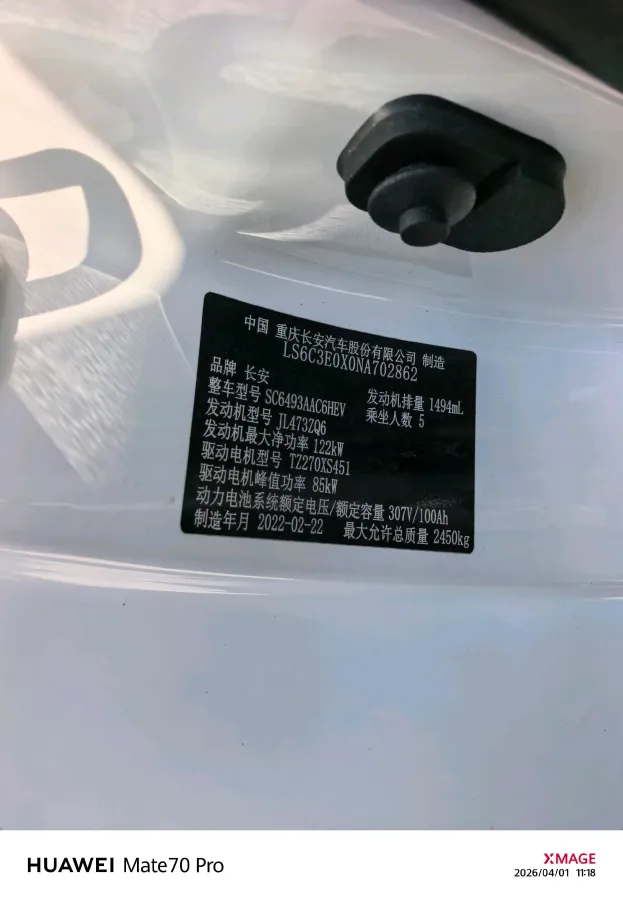 中国 重庆长安汽车股份有限公司 制造
LS6C3E0X0NA702862
品牌 长安
整车型号 SC6493AAC6HEV 发动机排量 1494mL
发动机型号 JL473ZQ6 乘坐人数 5
发动机最大净功率 122kW
驱动电机型号 TZ270XS451
驱动电机峰值功率 85kW
动力电池系统额定电压/额定容量 307V/100Ah
制造年月 2022-02-22 最大允许总质量 2450kg
HUAWEI Mate70 Pro
XMAGE
2026/04/01 11:18